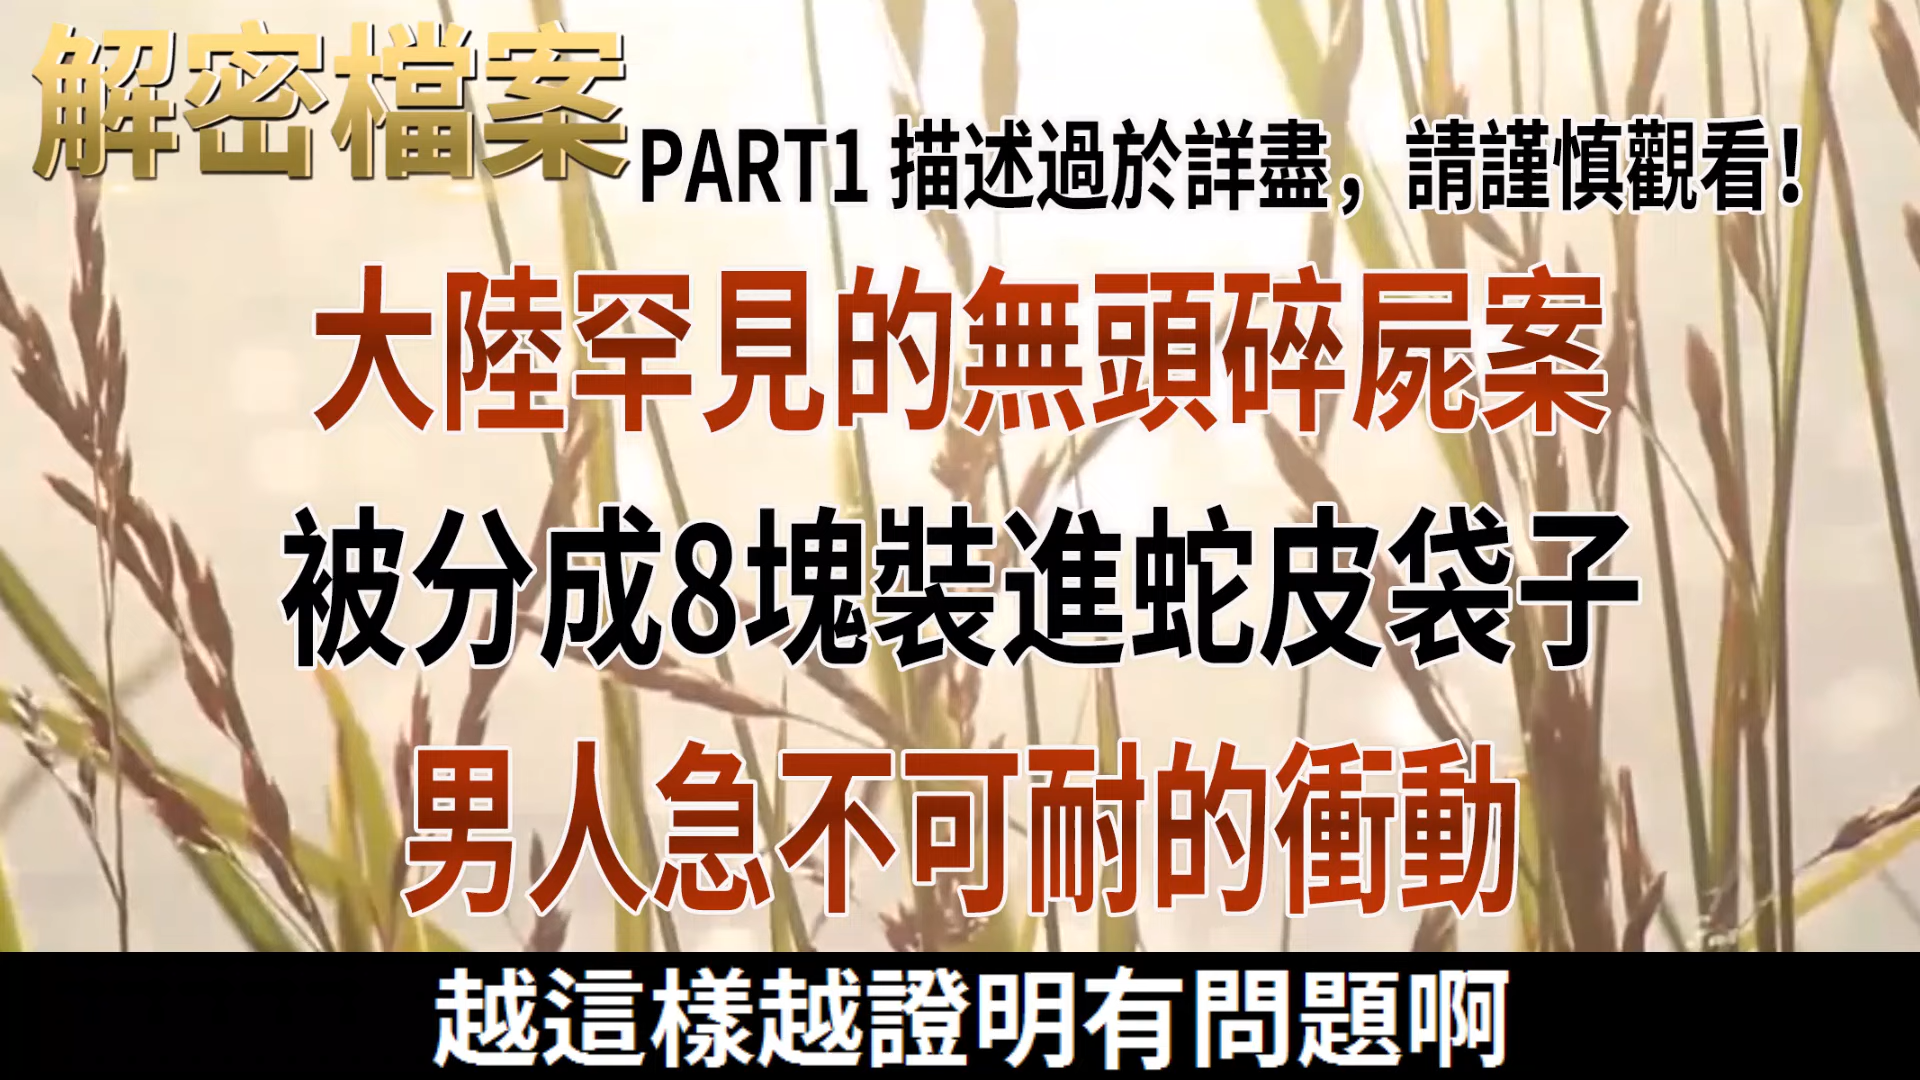 解密檔案
PART1 描述過於詳盡，請謹慎觀看！
大陸罕見的無頭碎屍案
被分成8塊裝進蛇皮袋子
男人急不可耐的衝動
越這樣越證明有問題啊